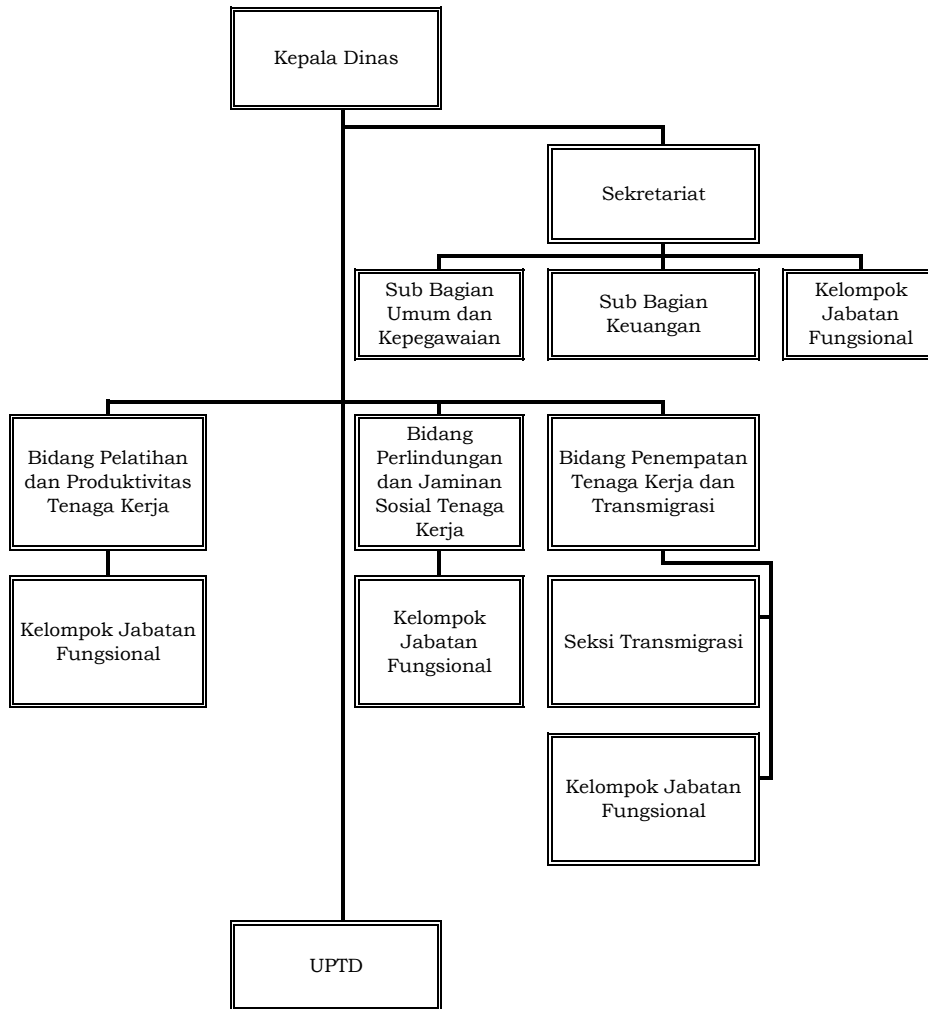 Kepala Dinas
Sekretariat
Sub Bagian
Umum dan
Kepegawaian
Sub Bagian
Keuangan
Kelompok
Jabatan
Fungsional
Bidang Pelatihan
dan Produktivitas
Tenaga Kerja
Bidang
Perlindungan
dan Jaminan
Sosial Tenaga
Kerja
Bidang Penempatan
Tenaga Kerja dan
Transmigrasi
Kelompok Jabatan
Fungsional
Kelompok
Jabatan
Fungsional
Seksi Transmigrasi
Kelompok Jabatan
Fungsional
UPTD